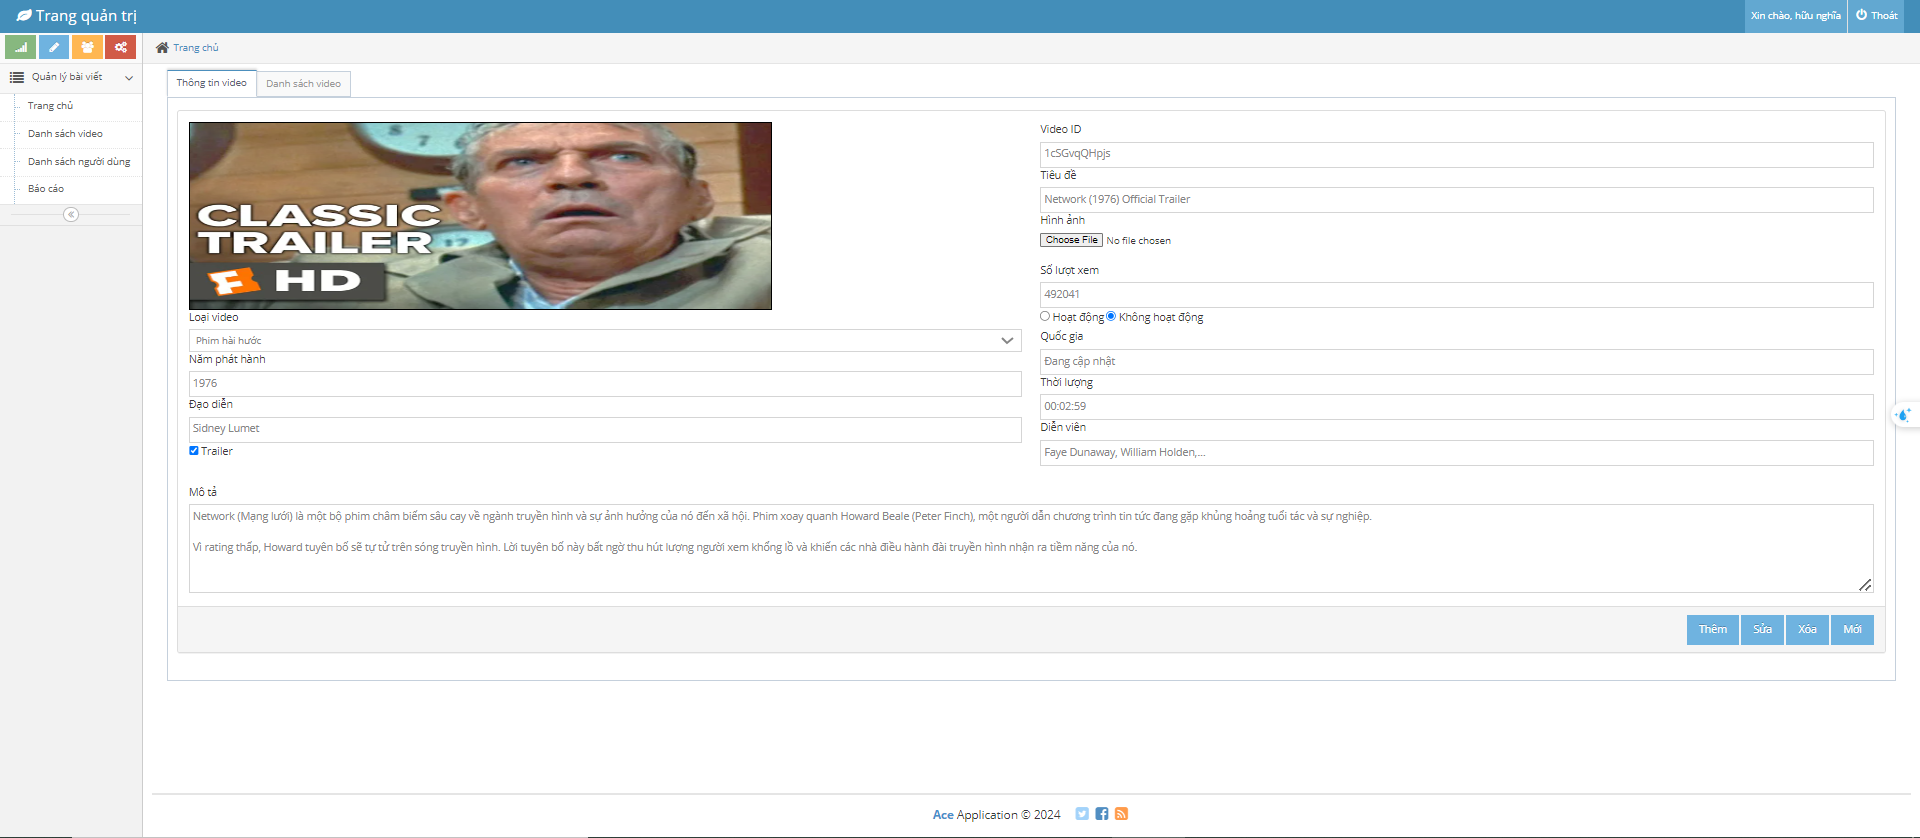 Trang quản trị
Xin chào, hữu nghĩa
Thoát
Trang chủ
Quản lý bài viết
Trang chủ
Danh sách video
Danh sách người dùng
Báo cáo
Thông tin video
Danh sách video
CLASSIC
TRAILER
HD
Loại video
Phim hài hước
Năm phát hành
1976
Đạo diễn
Sidney Lumet
Trailer
Video ID
1cSGvqQHpjs
Tiêu đề
Network (1976) Official Trailer
Hình ảnh
Choose File No file chosen
Số lượt xem
492041
Hoạt động Không hoạt động
Quốc gia
Đang cập nhật
Thời lượng
00:02:59
Diễn viên
Faye Dunaway, William Holden,...
Mô tả
Network (Mạng lưới) là một bộ phim châm biếm sâu cay về ngành truyền hình và sự ảnh hưởng của nó đến xã hội. Phim xoay quanh Howard Beale (Peter Finch), một người dẫn chương trình tin tức đang gặp khủng hoảng tuổi tác và sự nghiệp.
Vì rating thấp, Howard tuyên bố sẽ tự tử trên sóng truyền hình. Lời tuyên bố này bất ngờ thu hút lượng người xem khổng lồ và khiến các nhà điều hành đài truyền hình nhận ra tiềm năng của nó.
Thêm
Sửa
Xóa
Mới
Ace Application © 2024